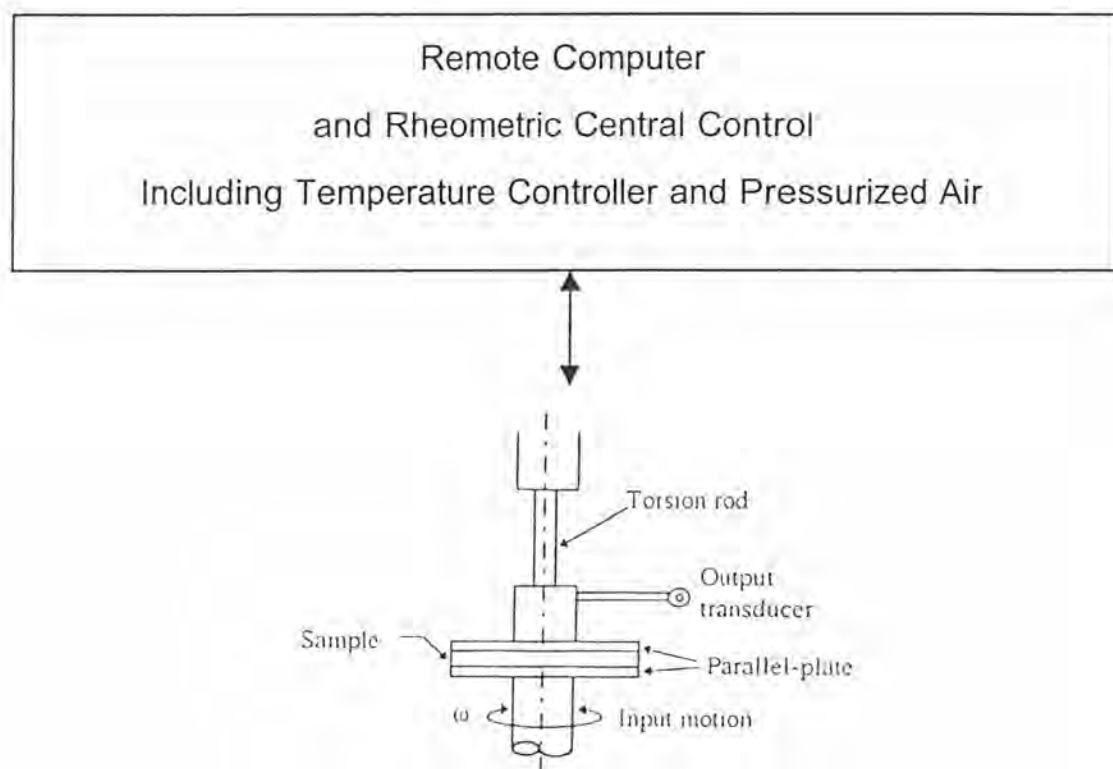 Remote Computer
and Rheometric Central Control
Including Temperature Controller and Pressurized Air
Torsion rod
Output
transducer
Sample
Parallel-plate
ω
Input motion